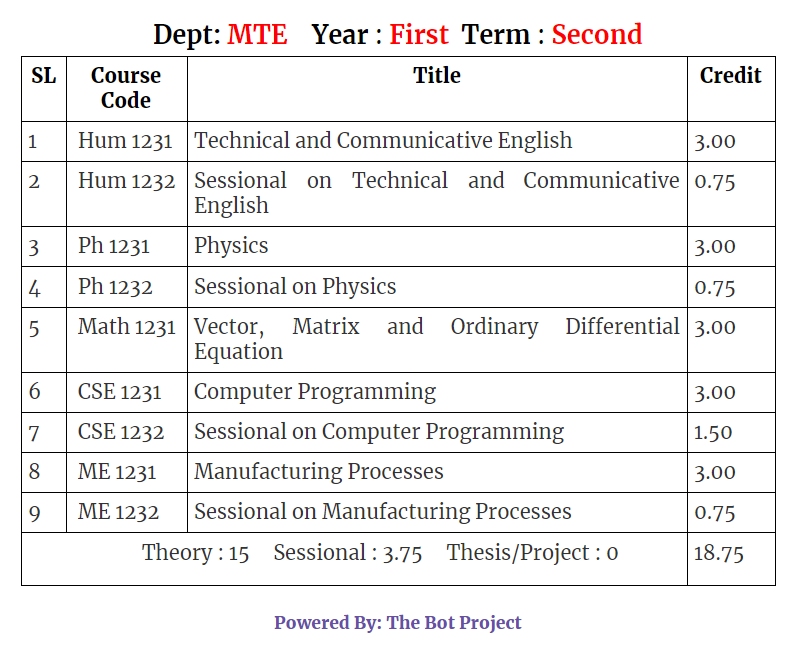 Dept: MTE Year : First Term : Second
SL Course Code Title Credit
1 Hum 1231 Technical and Communicative English 3.00
2 Hum 1232 Sessional on Technical and Communicative English 0.75
3 Ph 1231 Physics 3.00
4 Ph 1232 Sessional on Physics 0.75
5 Math 1231 Vector, Matrix and Ordinary Differential Equation 3.00
6 CSE 1231 Computer Programming 3.00
7 CSE 1232 Sessional on Computer Programming 1.50
8 ME 1231 Manufacturing Processes 3.00
9 ME 1232 Sessional on Manufacturing Processes 0.75
Theory : 15 Sessional : 3.75 Thesis/Project : 0 18.75
Powered By: The Bot Project